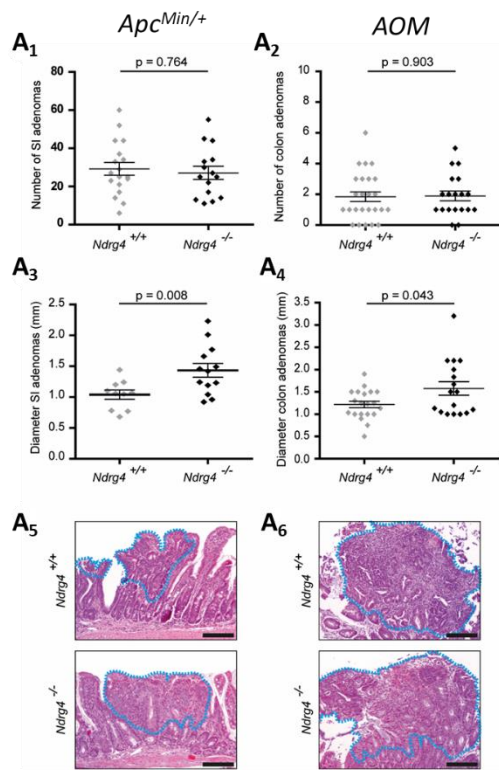 Apc^Min/+ AOM
A1 A2
p = 0.764
Number of SI adenomas
80
60
40
20
0
Ndrg4 +/+ Ndrg4 -/-
p = 0.903
Number of colon adenomas
10
8
6
4
2
0
Ndrg4 +/+ Ndrg4 -/-
A3 A4
p = 0.008
Diameter SI adenomas (mm)
2.5
2.0
1.5
1.0
0.5
0.0
Ndrg4 +/+ Ndrg4 -/-
p = 0.043
Diameter colon adenomas (mm)
3.5
3.0
2.5
2.0
1.5
1.0
0.5
0.0
Ndrg4 +/+ Ndrg4 -/-
A5 A6
Ndrg4 +/+
Ndrg4 +/+
Ndrg4 -/-
Ndrg4 -/-